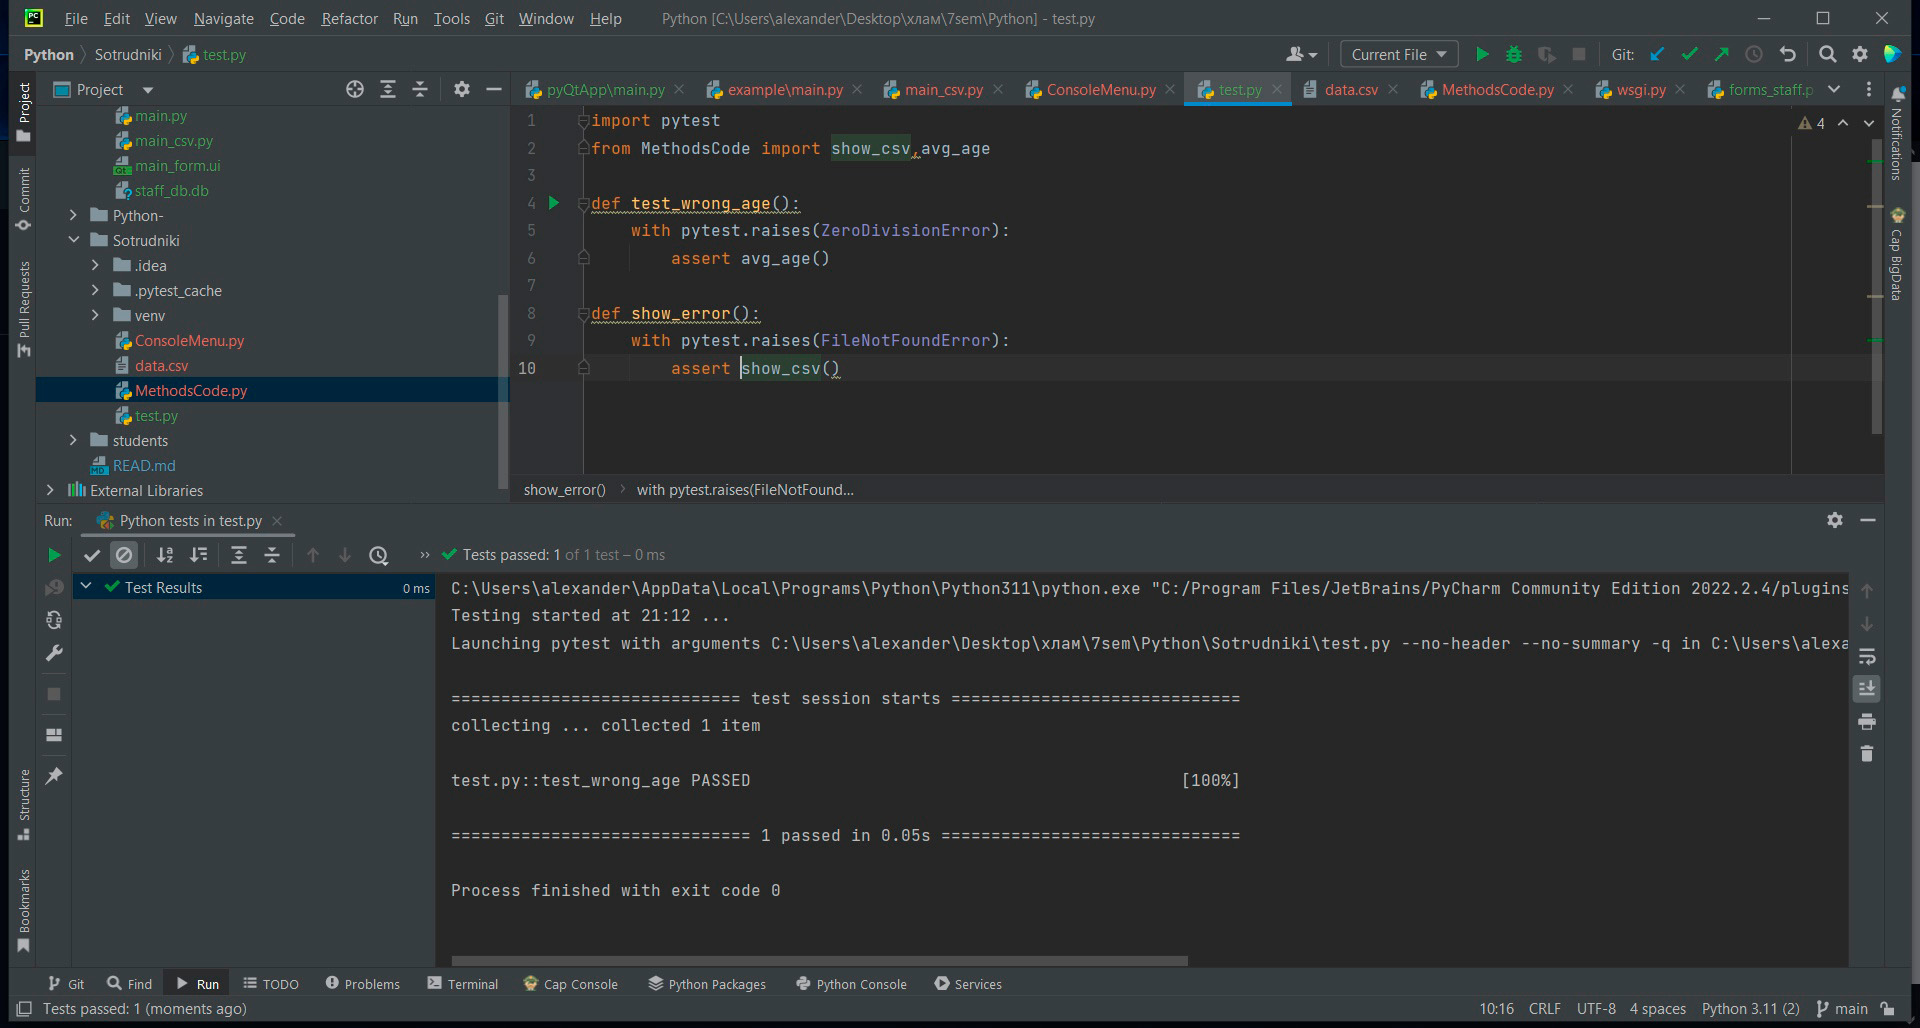 File Edit View Navigate Code Refactor Run Tools Git Window Help Python [C:\Users\alexander\Desktop\хлам\7sem\Python] - test.py
Python Sotrudniki test.py Current File Git:
Project
pyQtApp\main.py example\main.py main_csv.py ConsoleMenu.py test.py data.csv MethodsCode.py wsgi.py forms_staff.p
Project
Commit
Pull Requests
Structure
Bookmarks
main.py
main_csv.py
main_form.ui
staff_db.db
Python-
Sotrudniki
.idea
.pytest_cache
venv
ConsoleMenu.py
data.csv
MethodsCode.py
test.py
students
READ.md
External Libraries
1 import pytest
2 from MethodsCode import show_csv,avg_age
3
4 def test_wrong_age():
5 with pytest.raises(ZeroDivisionError):
6 assert avg_age()
7
8 def show_error():
9 with pytest.raises(FileNotFoundError):
10 assert show_csv()
4
Notifications
Cap BigData
show_error() with pytest.raises(FileNotFound...
Run: Python tests in test.py
Tests passed: 1 of 1 test – 0 ms
Test Results 0 ms
C:\Users\alexander\AppData\Local\Programs\Python\Python311\python.exe "C:/Program Files/JetBrains/PyCharm Community Edition 2022.2.4/plugins
Testing started at 21:12 ...
Launching pytest with arguments C:\Users\alexander\Desktop\хлам\7sem\Python\Sotrudniki\test.py --no-header --no-summary -q in C:\Users\alexa
============================= test session starts =============================
collecting ... collected 1 item
test.py::test_wrong_age PASSED [100%]
============================== 1 passed in 0.05s ==============================
Process finished with exit code 0
Git Find Run TODO Problems Terminal Cap Console Python Packages Python Console Services
Tests passed: 1 (moments ago) 10:16 CRLF UTF-8 4 spaces Python 3.11 (2) main